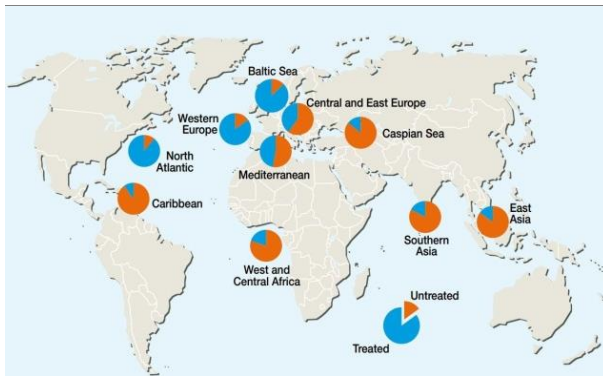 Baltic Sea
Central and East Europe
Western
Europe
Caspian Sea
North
Atlantic
Mediterranean
Caribbean
East
Asia
Southern
Asia
West and
Central Africa
Untreated
Treated